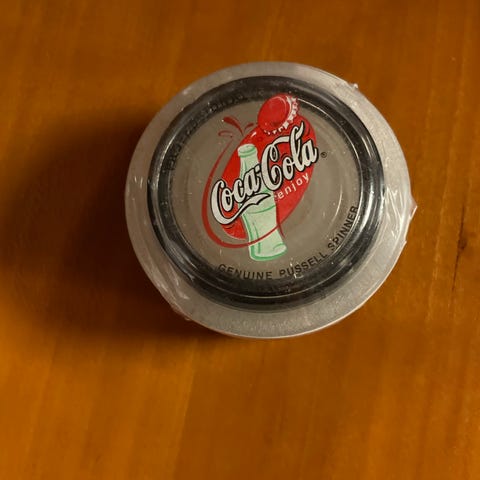 Coca-Cola®
enjoy
GENUINE RUSSELL SPINNER